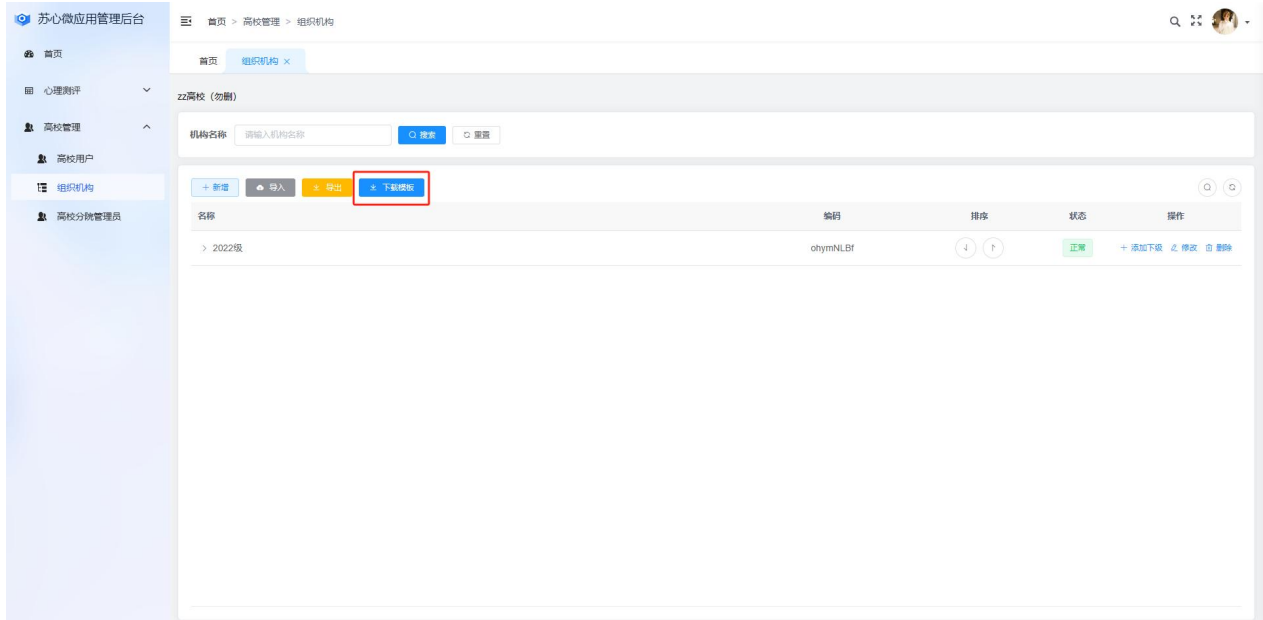 苏心微应用管理后台
首页 > 高校管理 > 组织机构
首页
首页 组织机构 ×
心理测评
zz高校（勿删）
高校管理
机构名称 请输入机构名称 搜索 重置
高校用户
组织机构
+ 新增 导入 导出 下载模板
高校分院管理员
名称 编码 排序 状态 操作
> 2022级 ohymNLBf ↓ ↑ 正常 + 添加下级 修改 删除